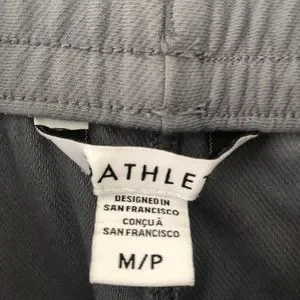 ATHLET
DESIGNED IN
SAN FRANCISCO
CONÇU À
SAN FRANCISCO
M/P